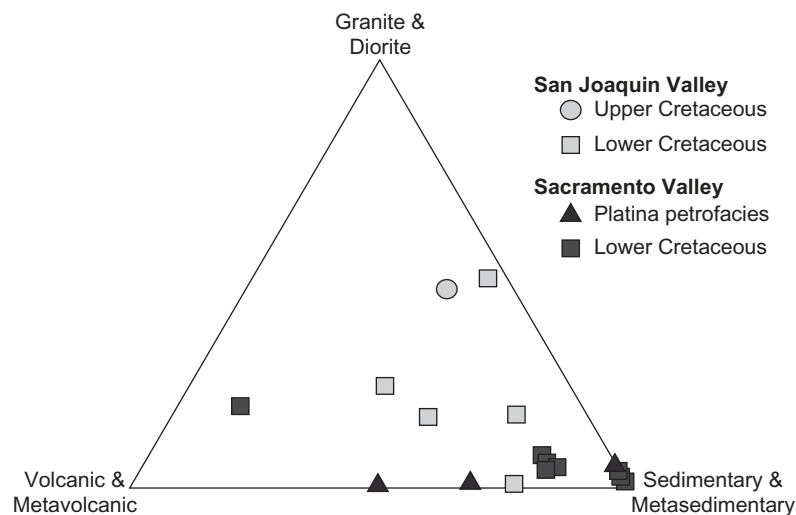 Granite &
Diorite
San Joaquin Valley
Upper Cretaceous
Lower Cretaceous
Sacramento Valley
Platina petrofacies
Lower Cretaceous
Volcanic &
Metavolcanic
Sedimentary &
Metasedimentary